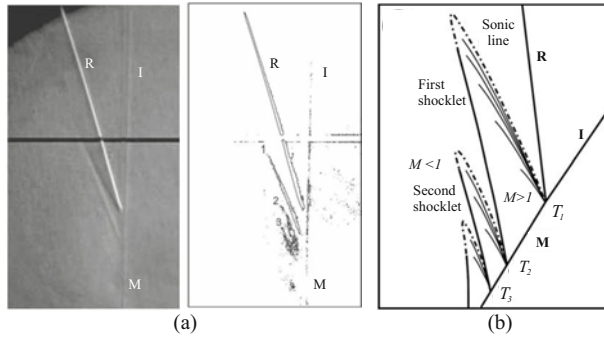 R
I
M
R
I
1
2
3
M
(a)
Sonic
line
R
First
shocklet
I
M <1
M>1
Second
shocklet
T1
M
T2
T3
(b)